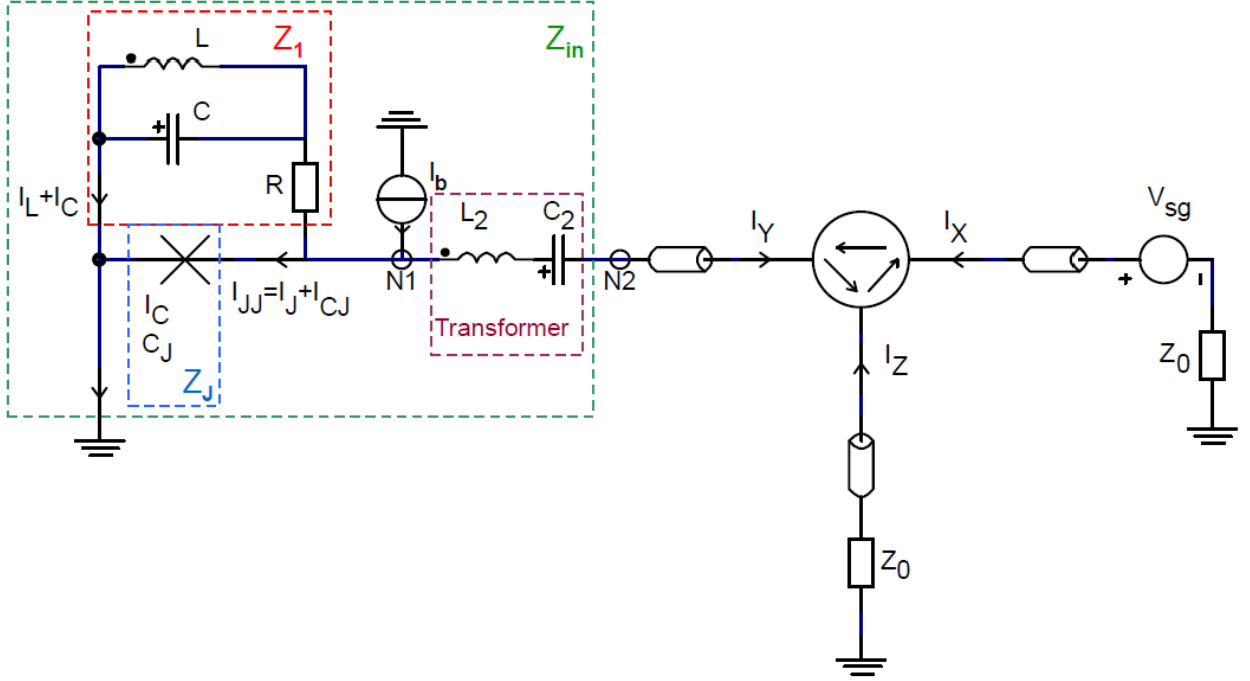 L
Z1
Zin
+
C
R
Ib
IL+IC
L2
C2
+
Vsg
IY
IX
N1
N2
+
-
IJJ=IJ+ICJ
IC
CJ
ZJ
Transformer
IZ
Z0
Z0